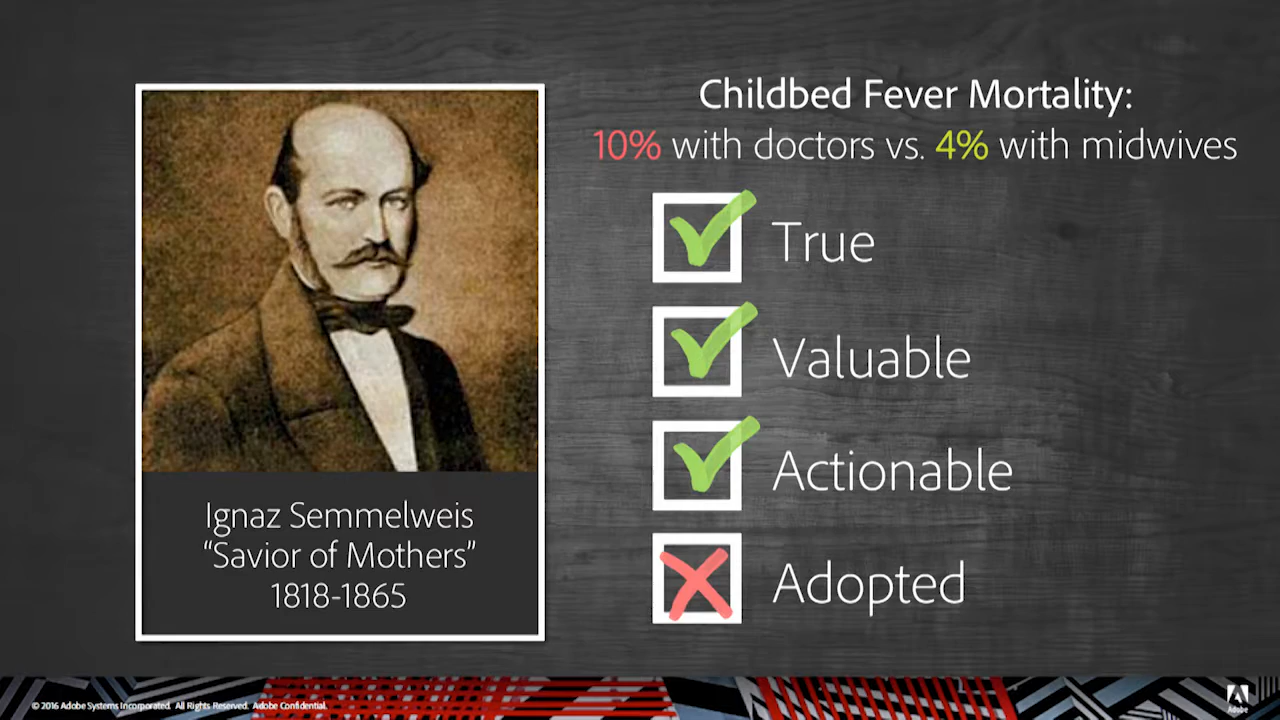 Childbed Fever Mortality:
10% with doctors vs. 4% with midwives
True
Valuable
Actionable
Adopted
Ignaz Semmelweis
“Savior of Mothers”
1818-1865
© 2016 Adobe Systems Incorporated. All Rights Reserved. Adobe Confidential.
Adobe